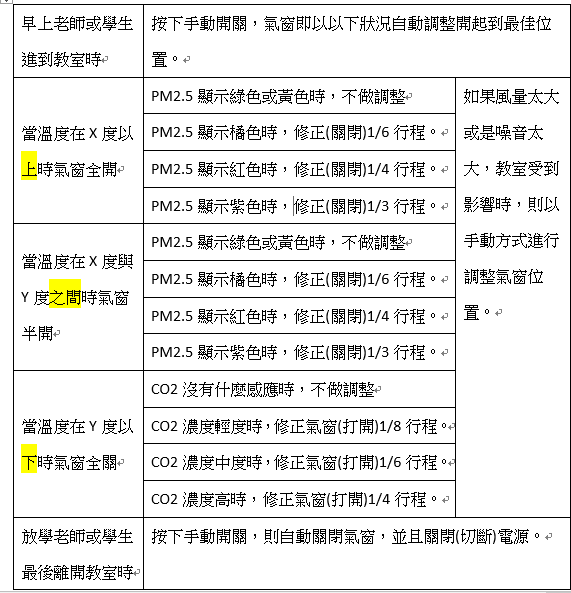 早上老師或學生
進到教室時
按下手動開關，氣窗即以以下狀況自動調整開起到最佳位
置。
當溫度在 X 度以
上時氣窗全開
PM2.5 顯示綠色或黃色時，不做調整
PM2.5 顯示橘色時，修正(關閉)1/6 行程。
PM2.5 顯示紅色時，修正(關閉)1/4 行程。
PM2.5 顯示紫色時，修正(關閉)1/3 行程。
如果風量太大
或是噪音太
大，教室受到
影響時，則以
手動方式進行
調整氣窗位
置。
當溫度在 X 度與
Y 度之間時氣窗
半開
PM2.5 顯示綠色或黃色時，不做調整
PM2.5 顯示橘色時，修正(關閉)1/6 行程。
PM2.5 顯示紅色時，修正(關閉)1/4 行程。
PM2.5 顯示紫色時，修正(關閉)1/3 行程。
當溫度在 Y 度以
下時氣窗全關
CO2 沒有什麼感應時，不做調整
CO2 濃度輕度時，修正氣窗(打開)1/8 行程。
CO2 濃度中度時，修正氣窗(打開)1/6 行程。
CO2 濃度高時，修正氣窗(打開)1/4 行程。
放學老師或學生
最後離開教室時
按下手動開關，則自動關閉氣窗，並且關閉(切斷)電源。